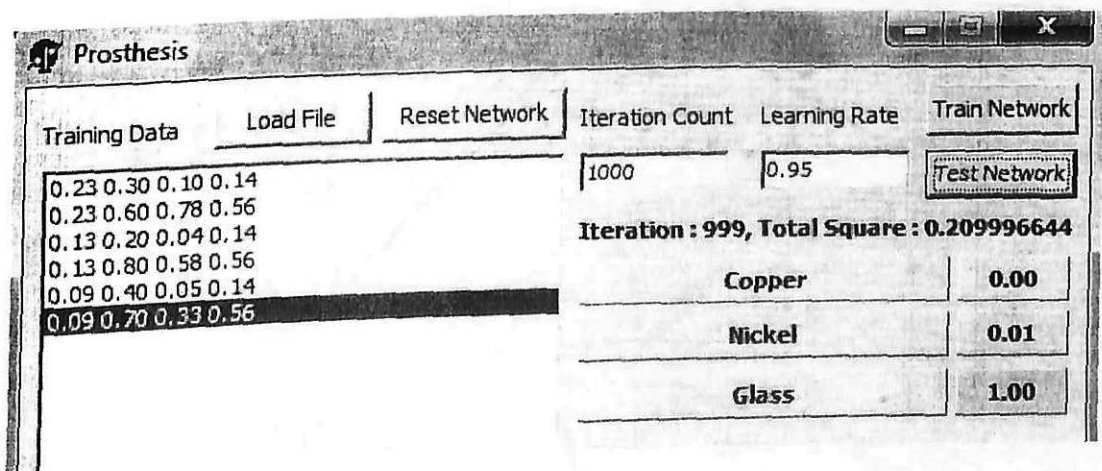 Prosthesis
Training Data Load File Reset Network Iteration Count Learning Rate Train Network
1000 0.95 Test Network
0.23 0.30 0.10 0.14
0.23 0.60 0.78 0.56
0.13 0.20 0.04 0.14
0.13 0.80 0.58 0.56
0.09 0.40 0.05 0.14
0.09 0.70 0.33 0.56
Iteration : 999, Total Square : 0.209996644
Copper 0.00
Nickel 0.01
Glass 1.00